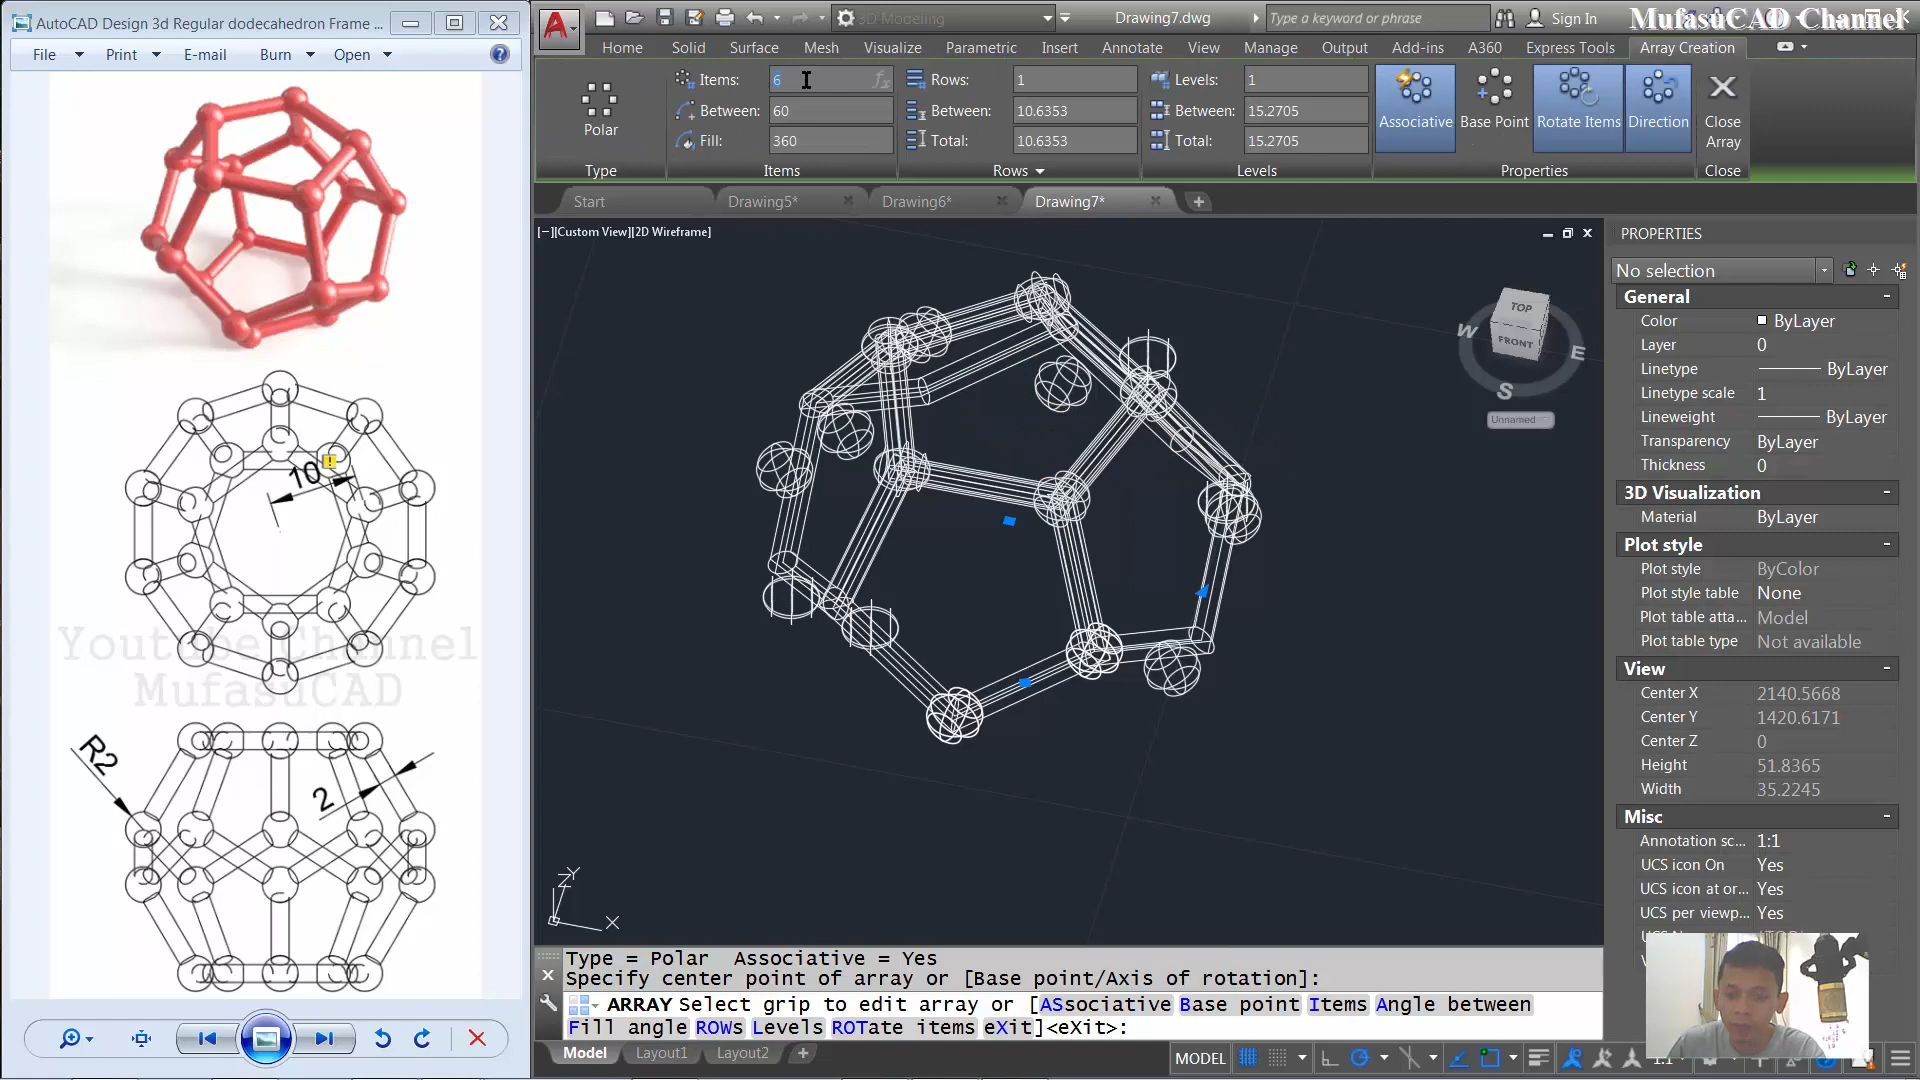 AutoCAD Design 3d Regular dodecahedron Frame ...
File
Print
E-mail
Burn
Open
10
Youtube Channel
MufasuCAD
R2
2
3D Modeling
Drawing7.dwg
Type a keyword or phrase
Sign In
MufasuCAD Channel
Home
Solid
Surface
Mesh
Visualize
Parametric
Insert
Annotate
View
Manage
Output
Add-ins
A360
Express Tools
Array Creation
Polar
Items: 6
Between: 60
Fill: 360
Rows: 1
Between: 10.6353
Total: 10.6353
Levels: 1
Between: 15.2705
Total: 15.2705
Associative
Base Point
Rotate Items
Direction
Close Array
Type
Items
Rows
Levels
Properties
Close
Start
Drawing5*
Drawing6*
Drawing7*
[−][Custom View][2D Wireframe]
TOP
FRONT
W
E
S
Unnamed
Z
Y
X
PROPERTIES
No selection
General
Color ByLayer
Layer 0
Linetype ByLayer
Linetype scale 1
Lineweight ByLayer
Transparency ByLayer
Thickness 0
3D Visualization
Material ByLayer
Plot style
Plot style ByColor
Plot style table None
Plot table atta... Model
Plot table type Not available
View
Center X 2140.5668
Center Y 1420.6171
Center Z 0
Height 51.8365
Width 35.2245
Misc
Annotation sc... 1:1
UCS icon On Yes
UCS icon at or... Yes
UCS per viewp... Yes
Type = Polar  Associative = Yes
Specify center point of array or [Base point/Axis of rotation]:
ARRAY Select grip to edit array or [ASsociative Base point Items Angle between
Fill angle ROWs Levels ROTate items eXit]<eXit>:
Model
Layout1
Layout2
MODEL